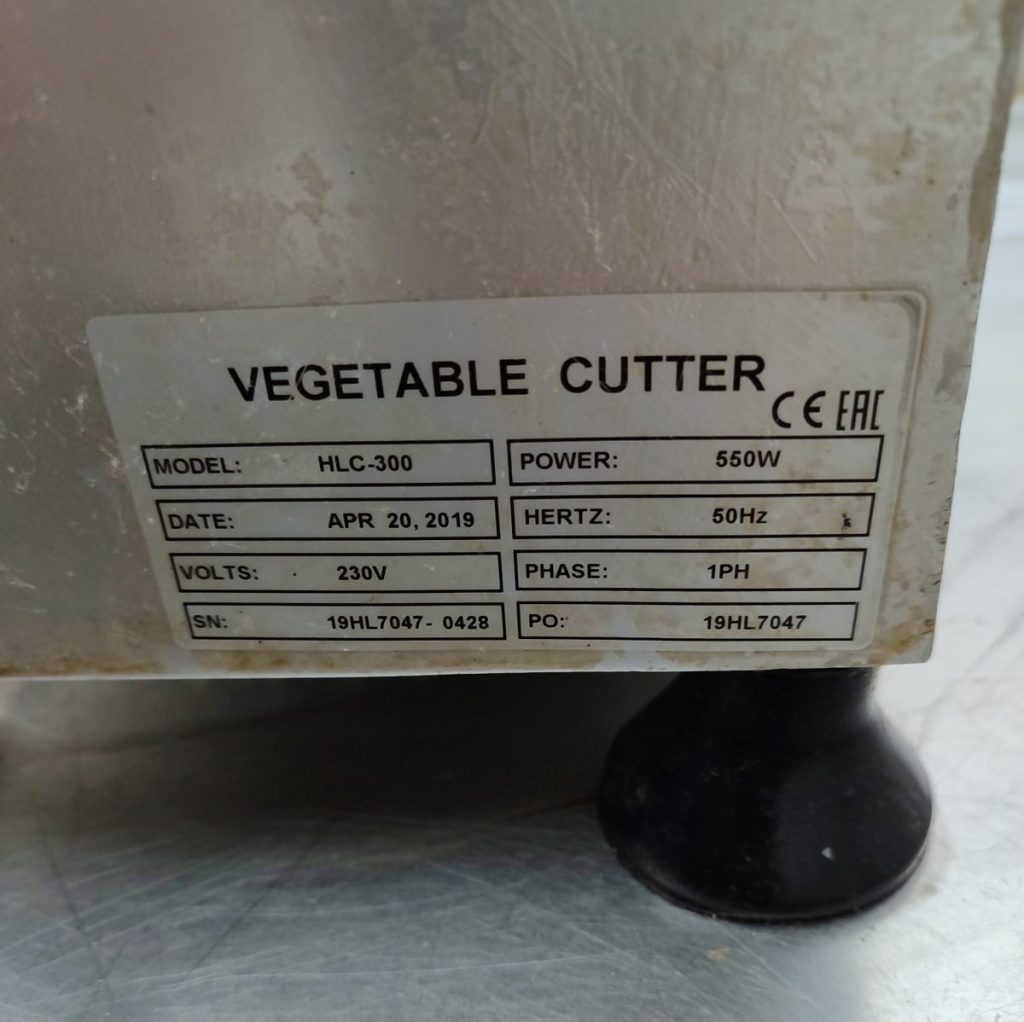 VEGETABLE CUTTER
CE EAC
MODEL: HLC-300 POWER: 550W
DATE: APR 20, 2019 HERTZ: 50Hz
VOLTS: 230V PHASE: 1PH
SN: 19HL7047- 0428 PO: 19HL7047